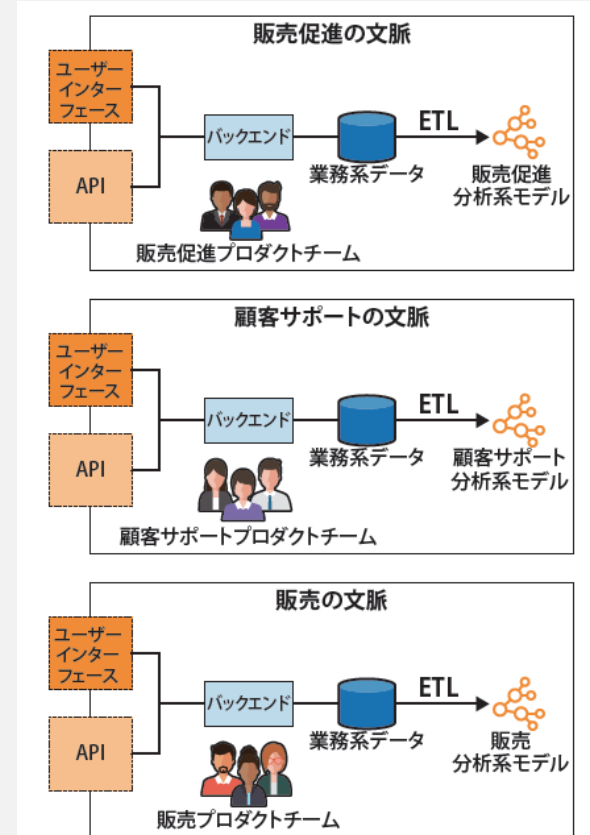 販売促進の文脈
ユーザー
インター
フェース
API
バックエンド
業務系データ
ETL
販売促進
分析系モデル
販売促進プロダクトチーム
顧客サポートの文脈
ユーザー
インター
フェース
API
バックエンド
業務系データ
ETL
顧客サポート
分析系モデル
顧客サポートプロダクトチーム
販売の文脈
ユーザー
インター
フェース
API
バックエンド
業務系データ
ETL
販売
分析系モデル
販売プロダクトチーム